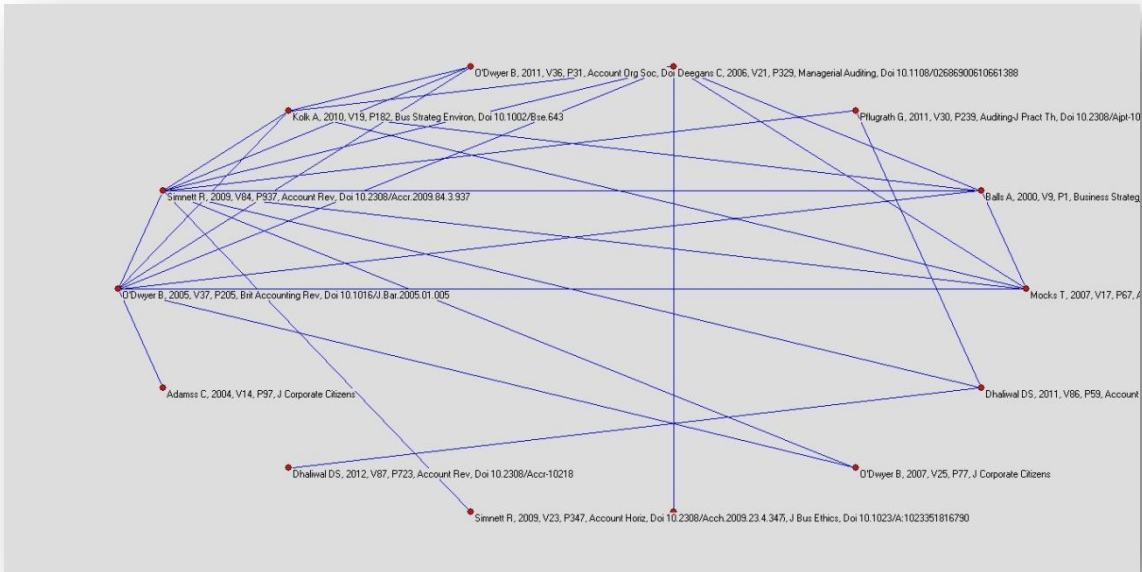 O'Dwyer B, 2011, V36, P31, Account Org Soc, Doi Deegans C, 2006, V21, P329, Managerial Auditing, Doi 10.1108/02686900610661388
Kolk A, 2010, V19, P182, Bus Strateg Environ, Doi 10.1002/Bse.643
Pflugrath G, 2011, V30, P239, Auditing-J Pract Th, Doi 10.2308/Ajpt-10
Simnett R, 2009, V84, P937, Account Rev, Doi 10.2308/Accr.2009.84.3.937
Balls A, 2000, V9, P1, Business Strateg
O'Dwyer B, 2005, V37, P205, Brit Accounting Rev, Doi 10.1016/J.Bar.2005.01.005
Mocks T, 2007, V17, P67, A
Adamss C, 2004, V14, P97, J Corporate Citizens
Dhaliwal DS, 2011, V86, P59, Account
Dhaliwal DS, 2012, V87, P723, Account Rev, Doi 10.2308/Accr-10218
O'Dwyer B, 2007, V25, P77, J Corporate Citizens
Simnett R, 2009, V23, P347, Account Horiz, Doi 10.2308/Acch.2009.23.4.347, J Bus Ethics, Doi 10.1023/A:1023351816790